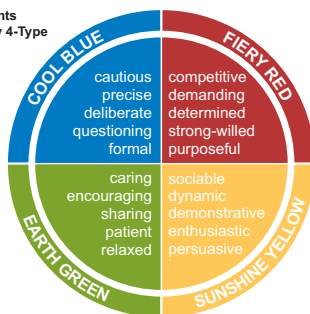 nts
y 4-Type
COOL BLUE
FIERY RED
cautious
precise
deliberate
questioning
formal
competitive
demanding
determined
strong-willed
purposeful
caring
encouraging
sharing
patient
relaxed
sociable
dynamic
demonstrative
enthusiastic
persuasive
EARTH GREEN
SUNSHINE YELLOW